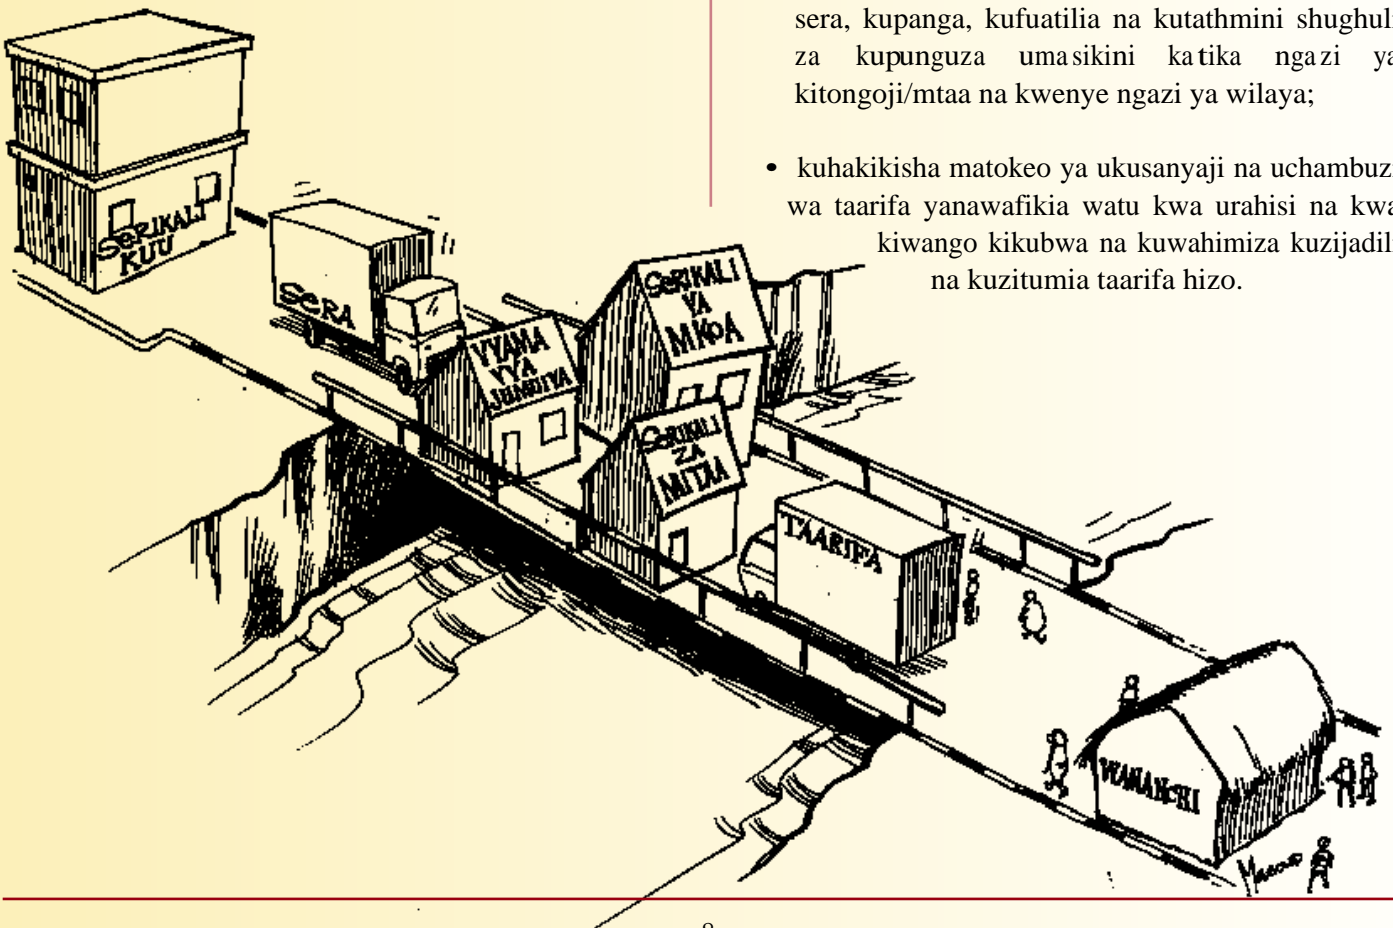 sera, kupanga, kufuatilia na kutathmini shughuli
za kupunguza umasikini katika ngazi ya
kitongoji/mtaa na kwenye ngazi ya wilaya;
• kuhakikisha matokeo ya ukusanyaji na uchambuzi
wa taarifa yanawafikia watu kwa urahisi na kwa
kiwango kikubwa na kuwahimiza kuzijadili
na kuzitumia taarifa hizo.
SERIKALI
KUU
SERA
VYAMA
VYA
JUMUIYA
SERIKALI
YA
MKOA
SERIKALI
ZA
MITAA
TAARIFA
WANANCHI